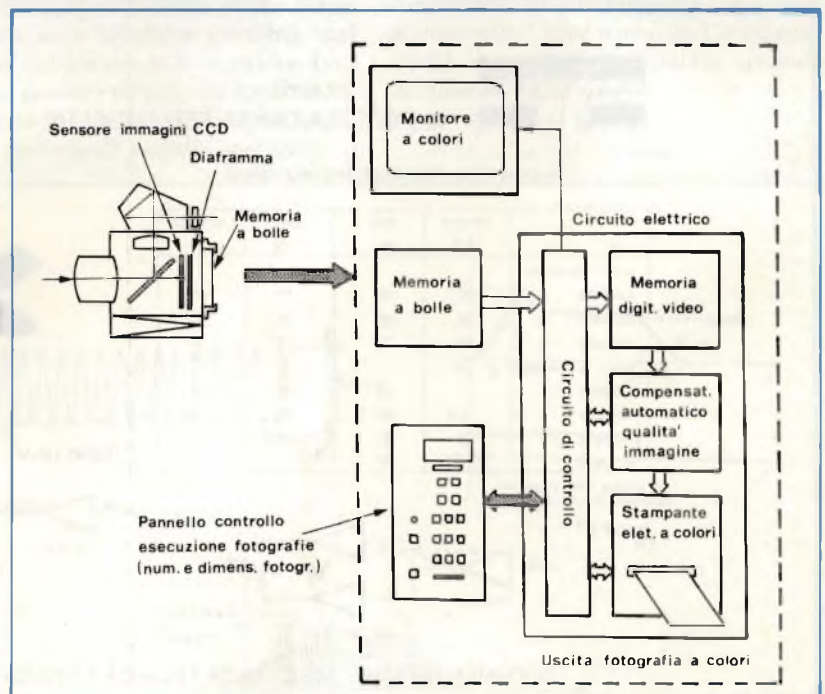 Sensore immagini CCD
Diaframma
Memoria
a bolle
Monitore
a colori
Circuito elettrico
Memoria
a bolle
Memoria
digit. video
Circuito di controllo
Compensat.
automatico
qualita'
immagine
Pannello controllo
esecuzione fotografie
(num. e dimens. fotogr.)
Stampante
elet. a colori
Uscita fotografia a colori